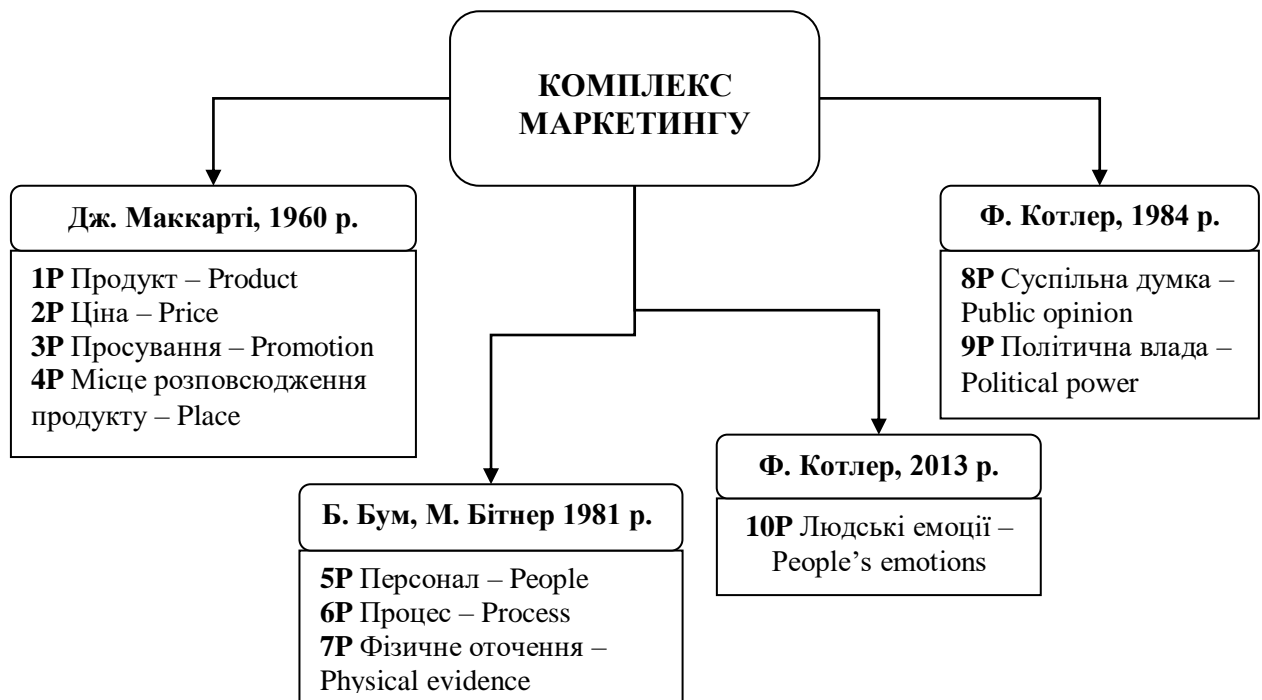 КОМПЛЕКС
МАРКЕТИНГУ
Дж. Маккарті, 1960 р.
1P Продукт – Product
2P Ціна – Price
3P Просування – Promotion
4P Місце розповсюдження
продукту – Place
Б. Бум, М. Бітнер 1981 р.
5P Персонал – People
6P Процес – Process
7P Фізичне оточення –
Physical evidence
Ф. Котлер, 2013 р.
10P Людські емоції –
People’s emotions
Ф. Котлер, 1984 р.
8P Суспільна думка –
Public opinion
9P Політична влада –
Political power